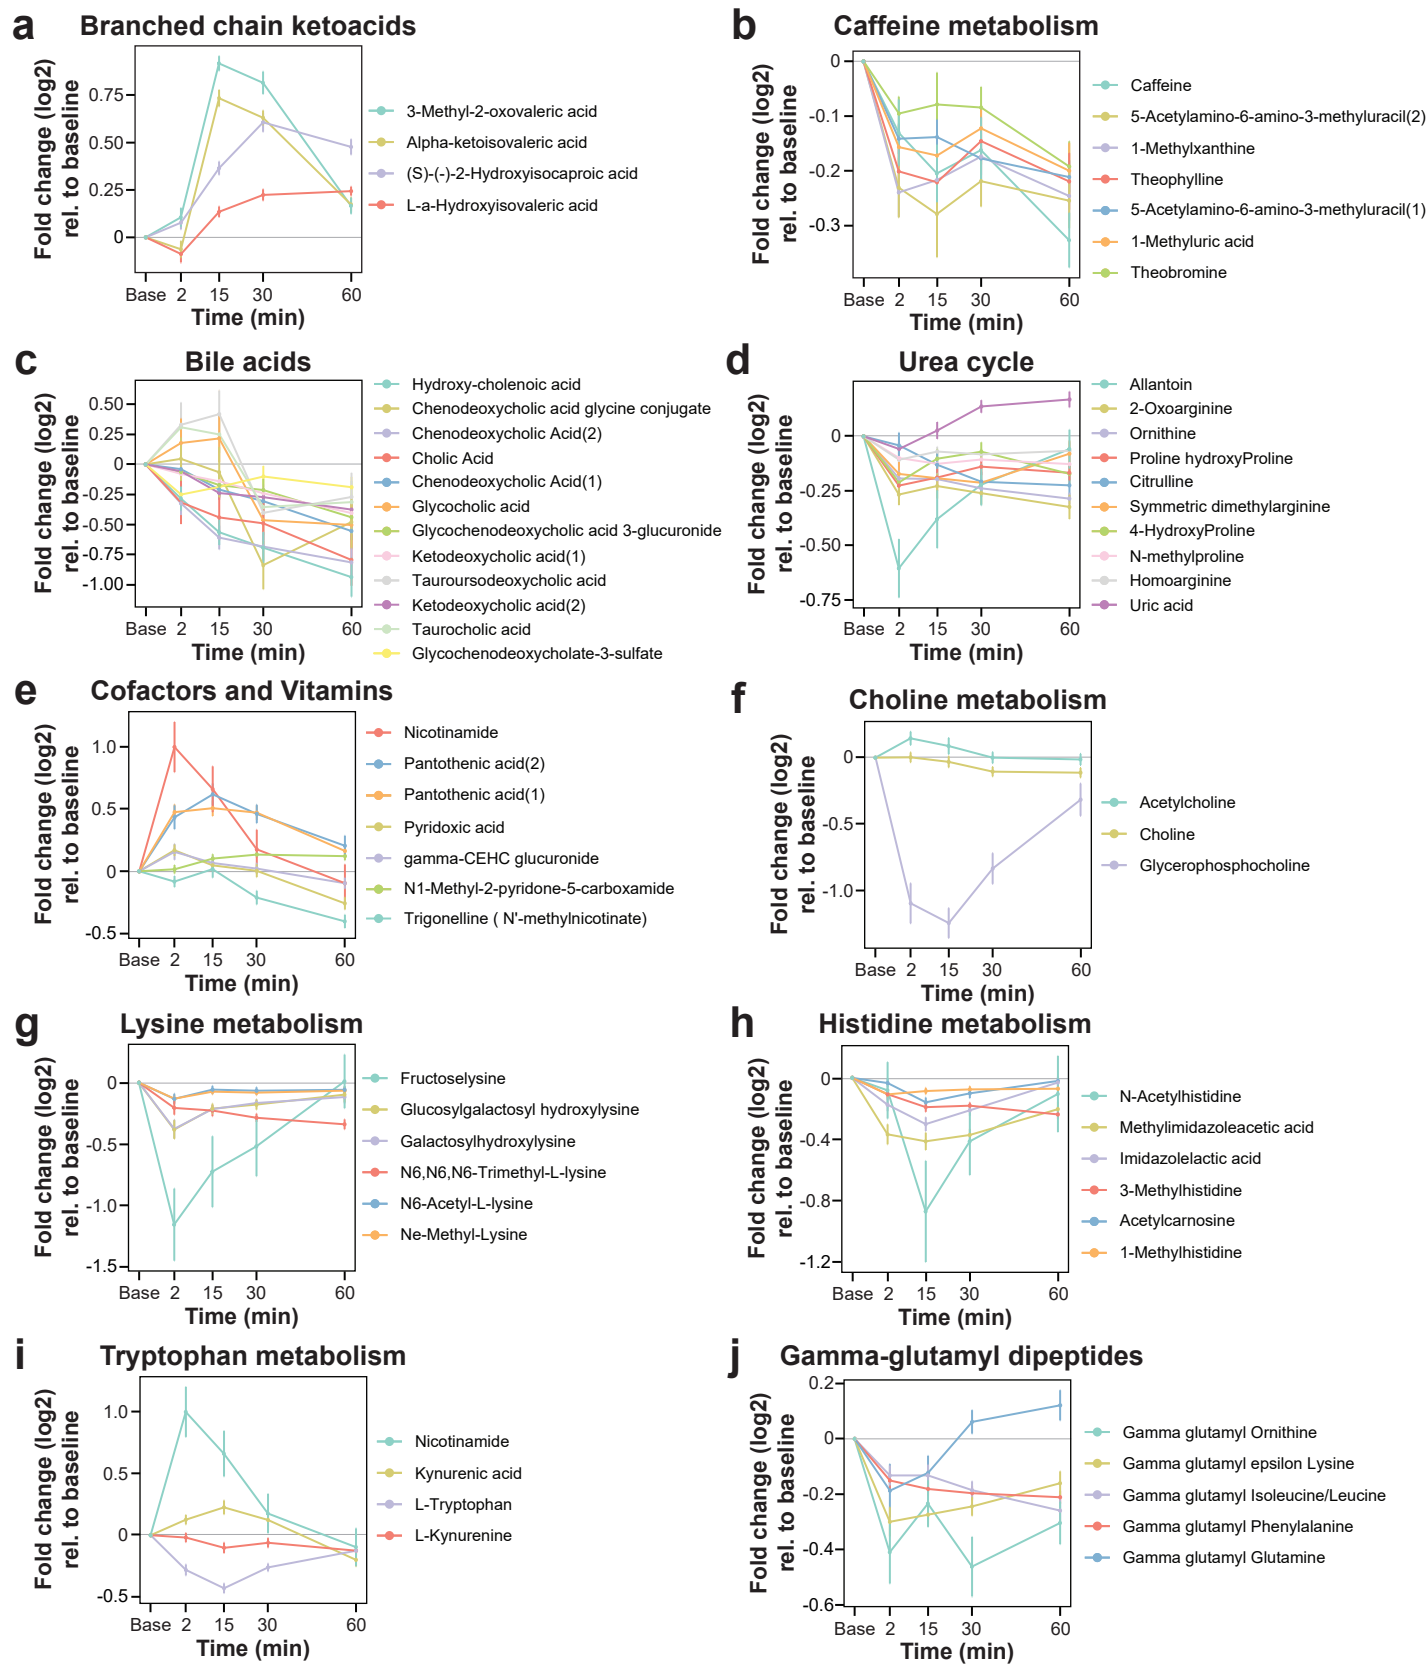 a Branched chain ketoacids
Fold change (log2)
rel. to baseline
0.75
0.50
0.25
0
Base 2 15 30 60
Time (min)
3-Methyl-2-oxovaleric acid
Alpha-ketoisovaleric acid
(S)-(-)-2-Hydroxyisocaproic acid
L-a-Hydroxyisovaleric acid
b Caffeine metabolism
Fold change (log2)
rel. to baseline
0
-0.1
-0.2
-0.3
Base 2 15 30 60
Time (min)
Caffeine
5-Acetylamino-6-amino-3-methyluracil(2)
1-Methylxanthine
Theophylline
5-Acetylamino-6-amino-3-methyluracil(1)
1-Methyluric acid
Theobromine
c Bile acids
Fold change (log2)
rel. to baseline
0.50
0.25
0
-0.25
-0.50
-0.75
-1.00
Base 2 15 30 60
Time (min)
Hydroxy-cholenoic acid
Chenodeoxycholic acid glycine conjugate
Chenodeoxycholic Acid(2)
Cholic Acid
Chenodeoxycholic Acid(1)
Glycocholic acid
Glycochenodeoxycholic acid 3-glucuronide
Ketodeoxycholic acid(1)
Tauroursodeoxycholic acid
Ketodeoxycholic acid(2)
Taurocholic acid
Glycochenodeoxycholate-3-sulfate
d Urea cycle
Fold change (log2)
rel. to baseline
0
-0.25
-0.50
-0.75
Base 2 15 30 60
Time (min)
Allantoin
2-Oxoarginine
Ornithine
Proline hydroxyProline
Citrulline
Symmetric dimethylarginine
4-HydroxyProline
N-methylproline
Homoarginine
Uric acid
e Cofactors and Vitamins
Fold change (log2)
rel. to baseline
1.0
0.5
0
-0.5
Base 2 15 30 60
Time (min)
Nicotinamide
Pantothenic acid(2)
Pantothenic acid(1)
Pyridoxic acid
gamma-CEHC glucuronide
N1-Methyl-2-pyridone-5-carboxamide
Trigonelline ( N'-methylnicotinate)
f Choline metabolism
Fold change (log2)
rel. to baseline
0
-0.5
-1.0
Base 2 15 30 60
Time (min)
Acetylcholine
Choline
Glycerophosphocholine
g Lysine metabolism
Fold change (log2)
rel. to baseline
0
-0.5
-1.0
-1.5
Base 2 15 30 60
Time (min)
Fructoselysine
Glucosylgalactosyl hydroxylysine
Galactosylhydroxylysine
N6,N6,N6-Trimethyl-L-lysine
N6-Acetyl-L-lysine
Ne-Methyl-Lysine
h Histidine metabolism
Fold change (log2)
rel. to baseline
0
-0.4
-0.8
-1.2
Base 2 15 30 60
Time (min)
N-Acetylhistidine
Methylimidazoleacetic acid
Imidazolelactic acid
3-Methylhistidine
Acetylcarnosine
1-Methylhistidine
i Tryptophan metabolism
Fold change (log2)
rel. to baseline
1.0
0.5
0
-0.5
Base 2 15 30 60
Time (min)
Nicotinamide
Kynurenic acid
L-Tryptophan
L-Kynurenine
j Gamma-glutamyl dipeptides
Fold change (log2)
rel. to baseline
0.2
0
-0.2
-0.4
-0.6
Base 2 15 30 60
Time (min)
Gamma glutamyl Ornithine
Gamma glutamyl epsilon Lysine
Gamma glutamyl Isoleucine/Leucine
Gamma glutamyl Phenylalanine
Gamma glutamyl Glutamine